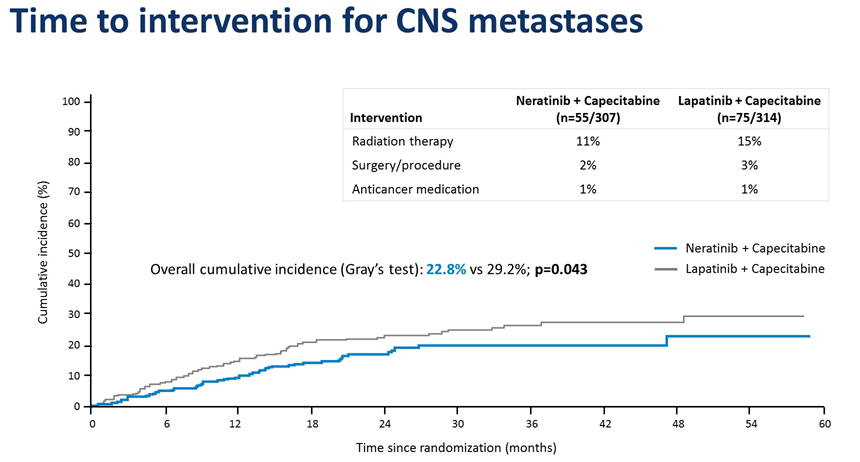 Time to intervention for CNS metastases
Neratinib + Capecitabine Lapatinib + Capecitabine
Intervention (n=55/307) (n=75/314)
Radiation therapy 11% 15%
Surgery/procedure 2% 3%
Anticancer medication 1% 1%
Neratinib + Capecitabine
Lapatinib + Capecitabine
Overall cumulative incidence (Gray’s test): 22.8% vs 29.2%; p=0.043
Cumulative incidence (%)
100
90
80
70
60
50
40
30
20
10
0
0 6 12 18 24 30 36 42 48 54 60
Time since randomization (months)